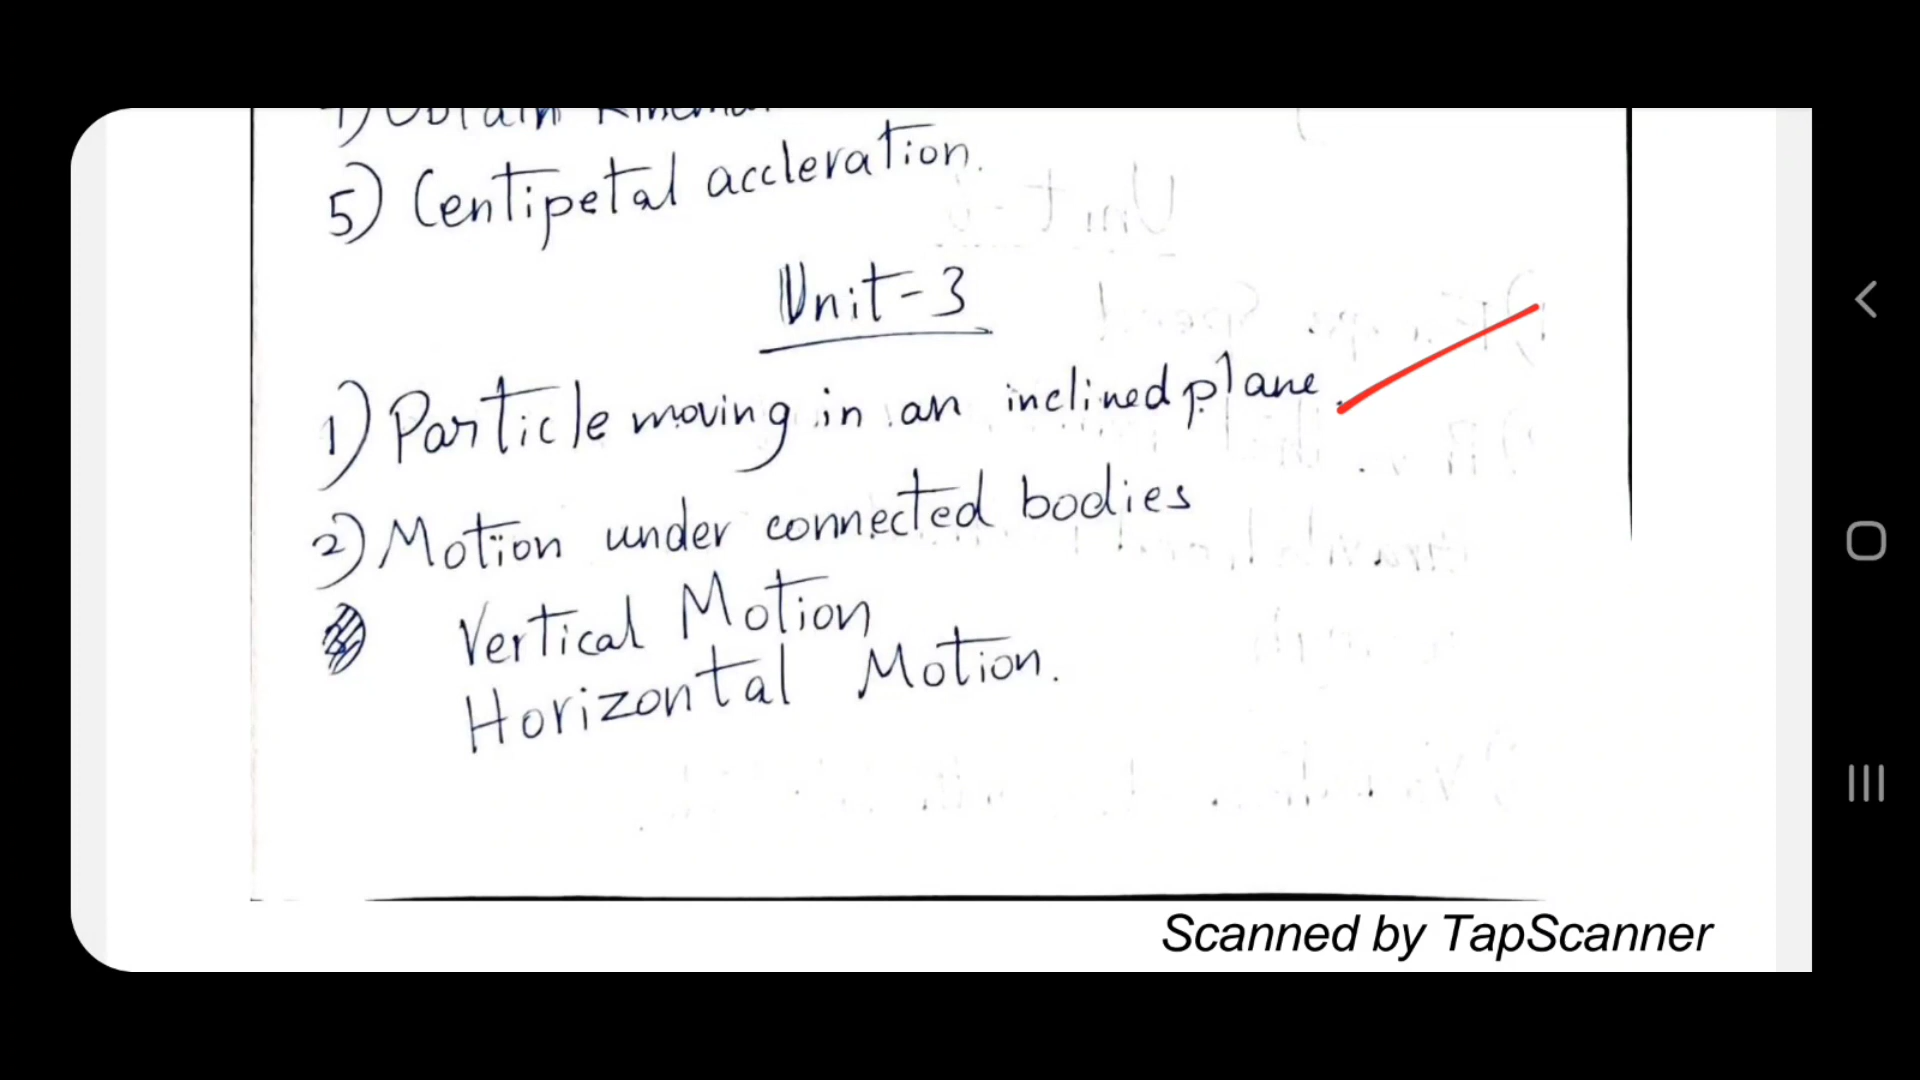 5) Centipetal accleration.
Unit-3
1) Particle moving in an inclined plane.
2) Motion under connected bodies
Vertical Motion
Horizontal Motion.
Scanned by TapScanner